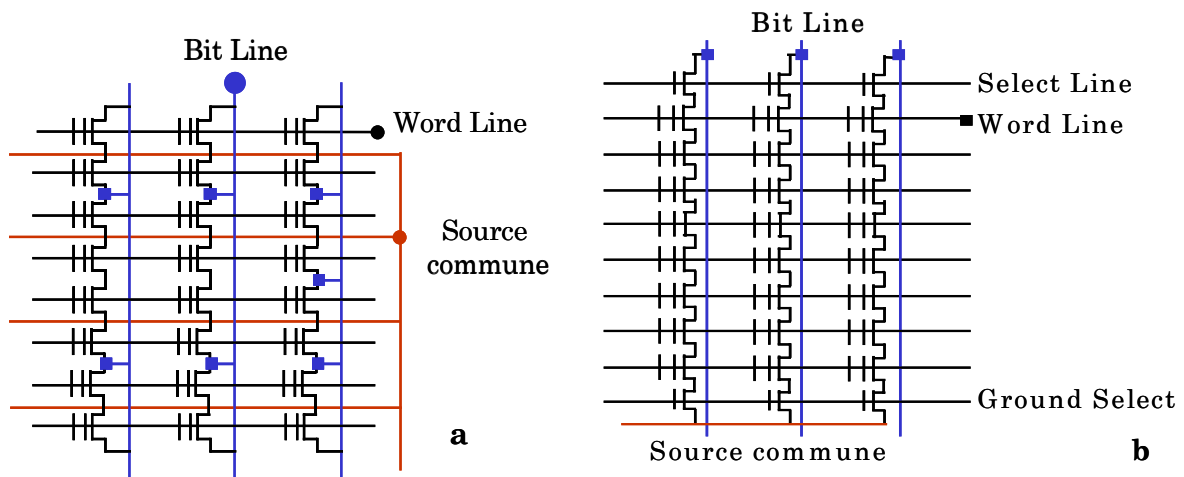 Bit Line
Word Line
Source
commune
a
Bit Line
Select Line
Word Line
Ground Select
Source commune
b